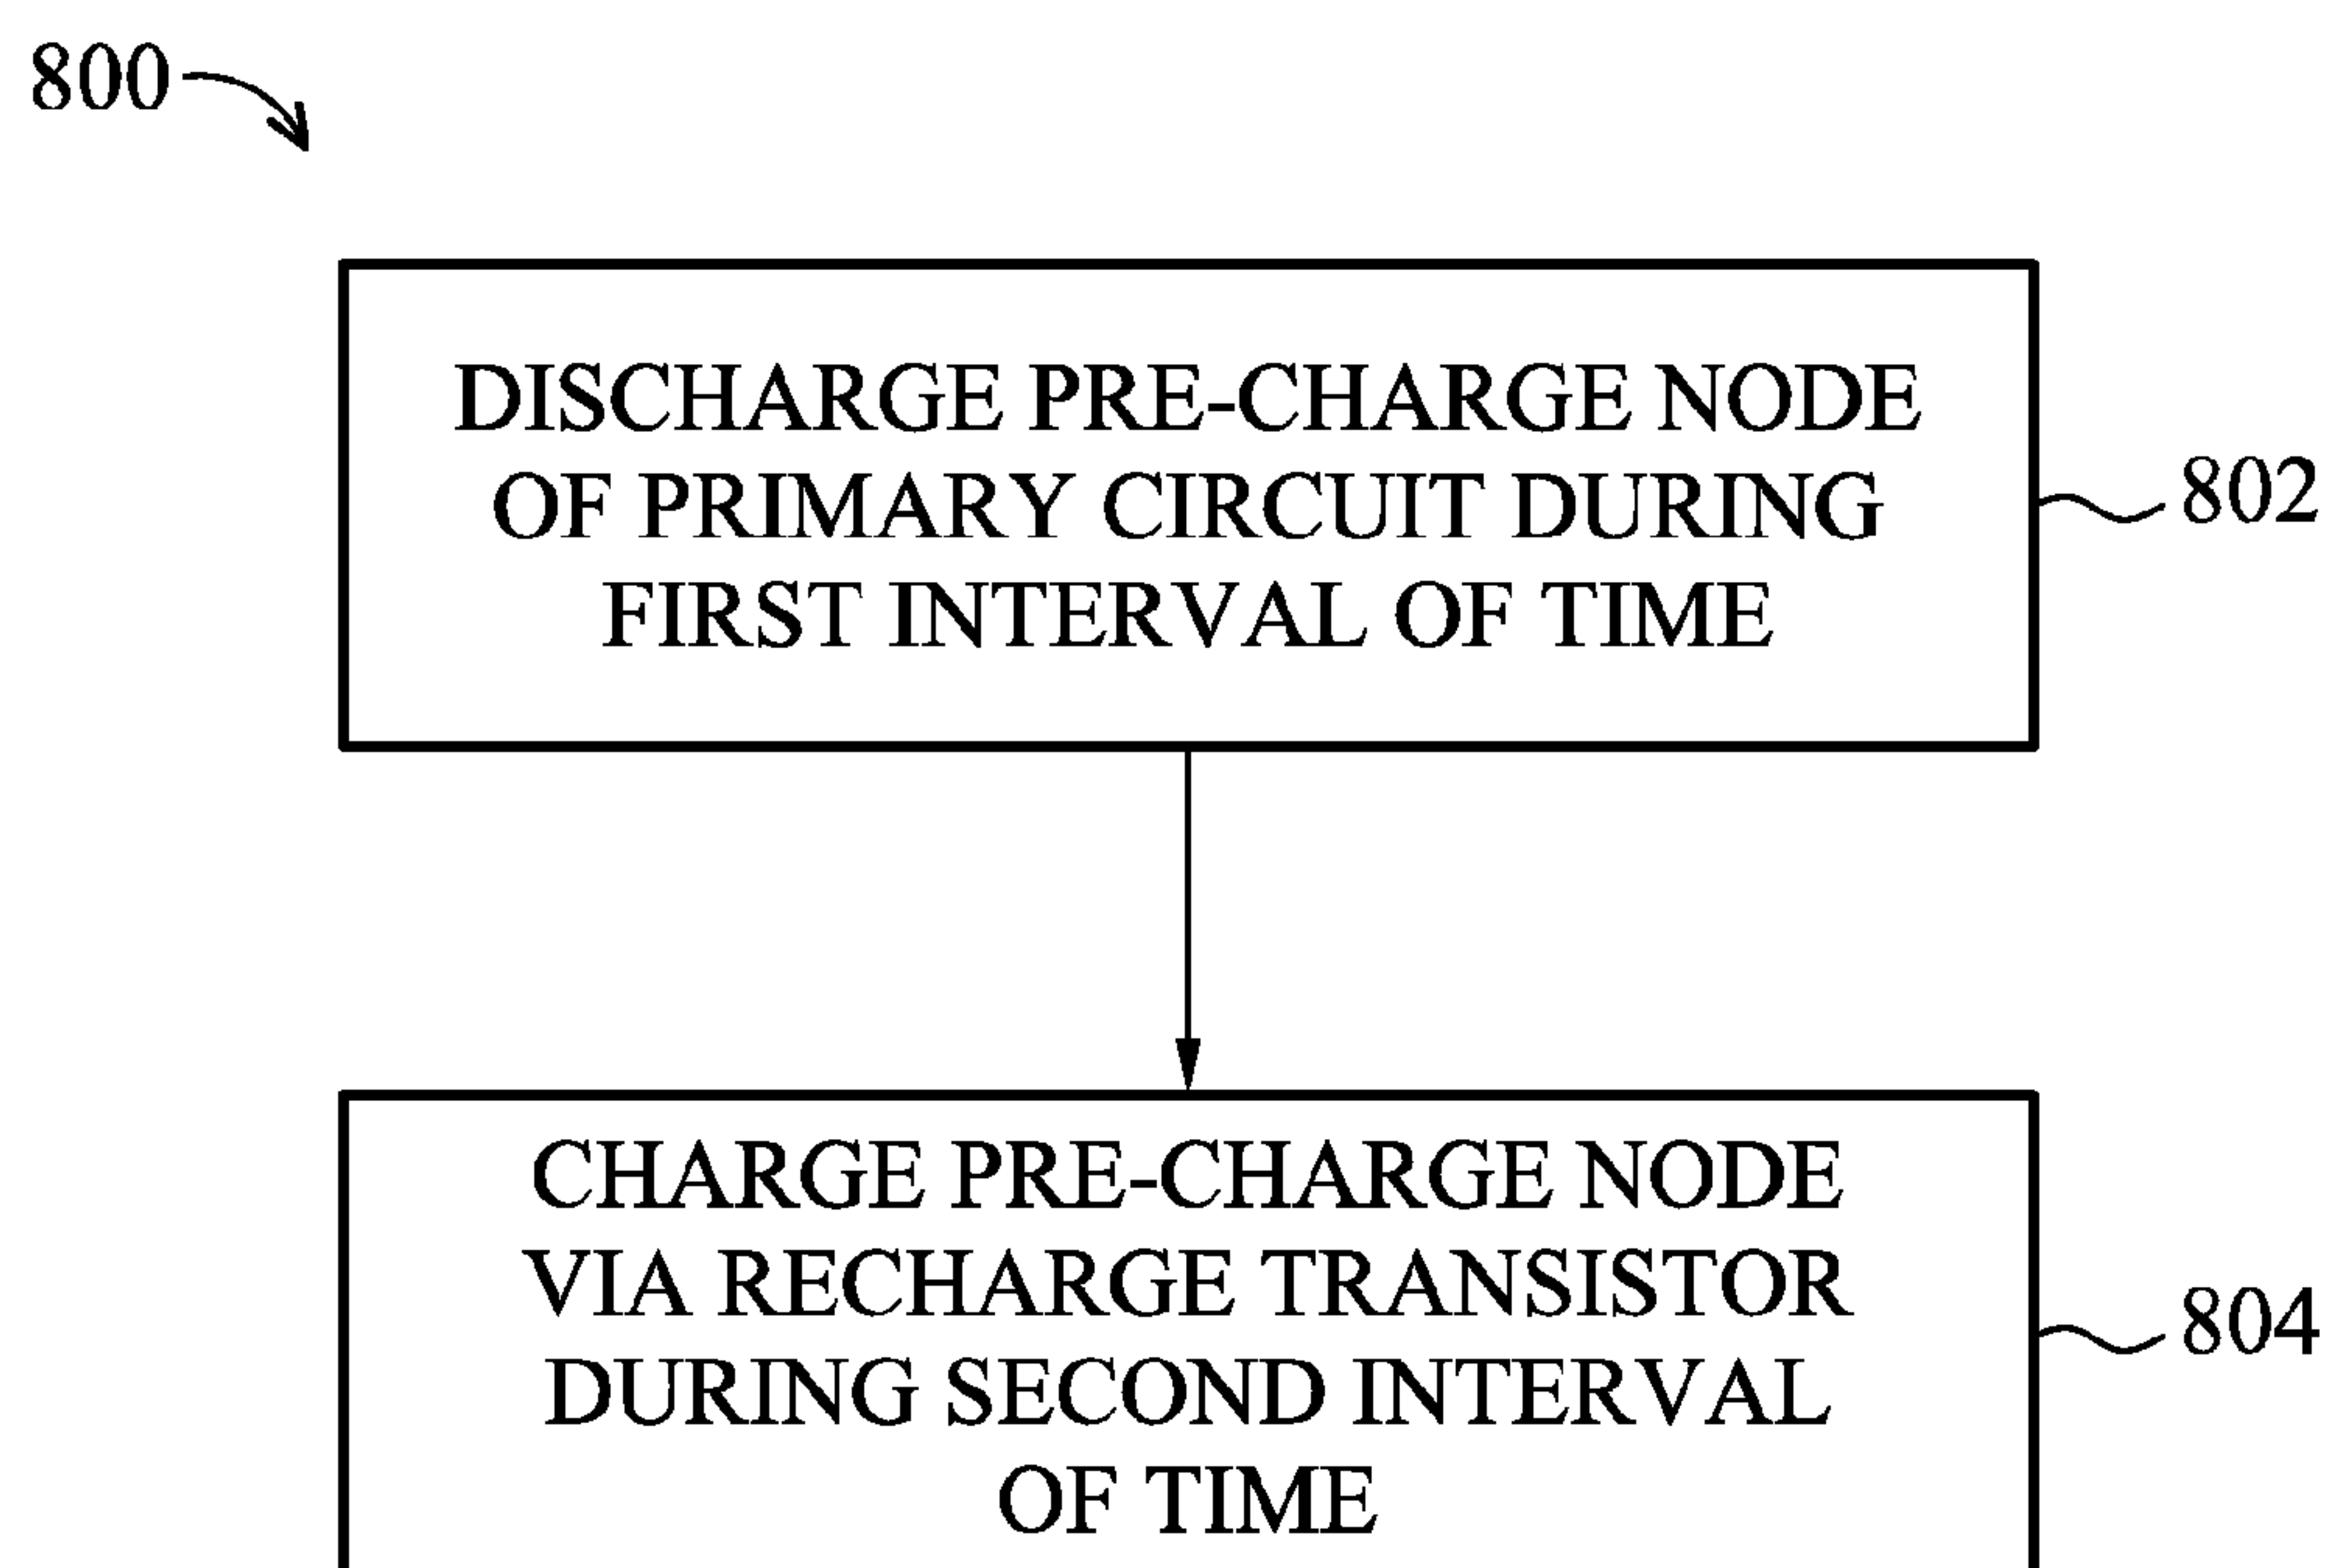 800
DISCHARGE PRE-CHARGE NODE
OF PRIMARY CIRCUIT DURING
FIRST INTERVAL OF TIME
802
CHARGE PRE-CHARGE NODE
VIA RECHARGE TRANSISTOR
DURING SECOND INTERVAL
OF TIME
804